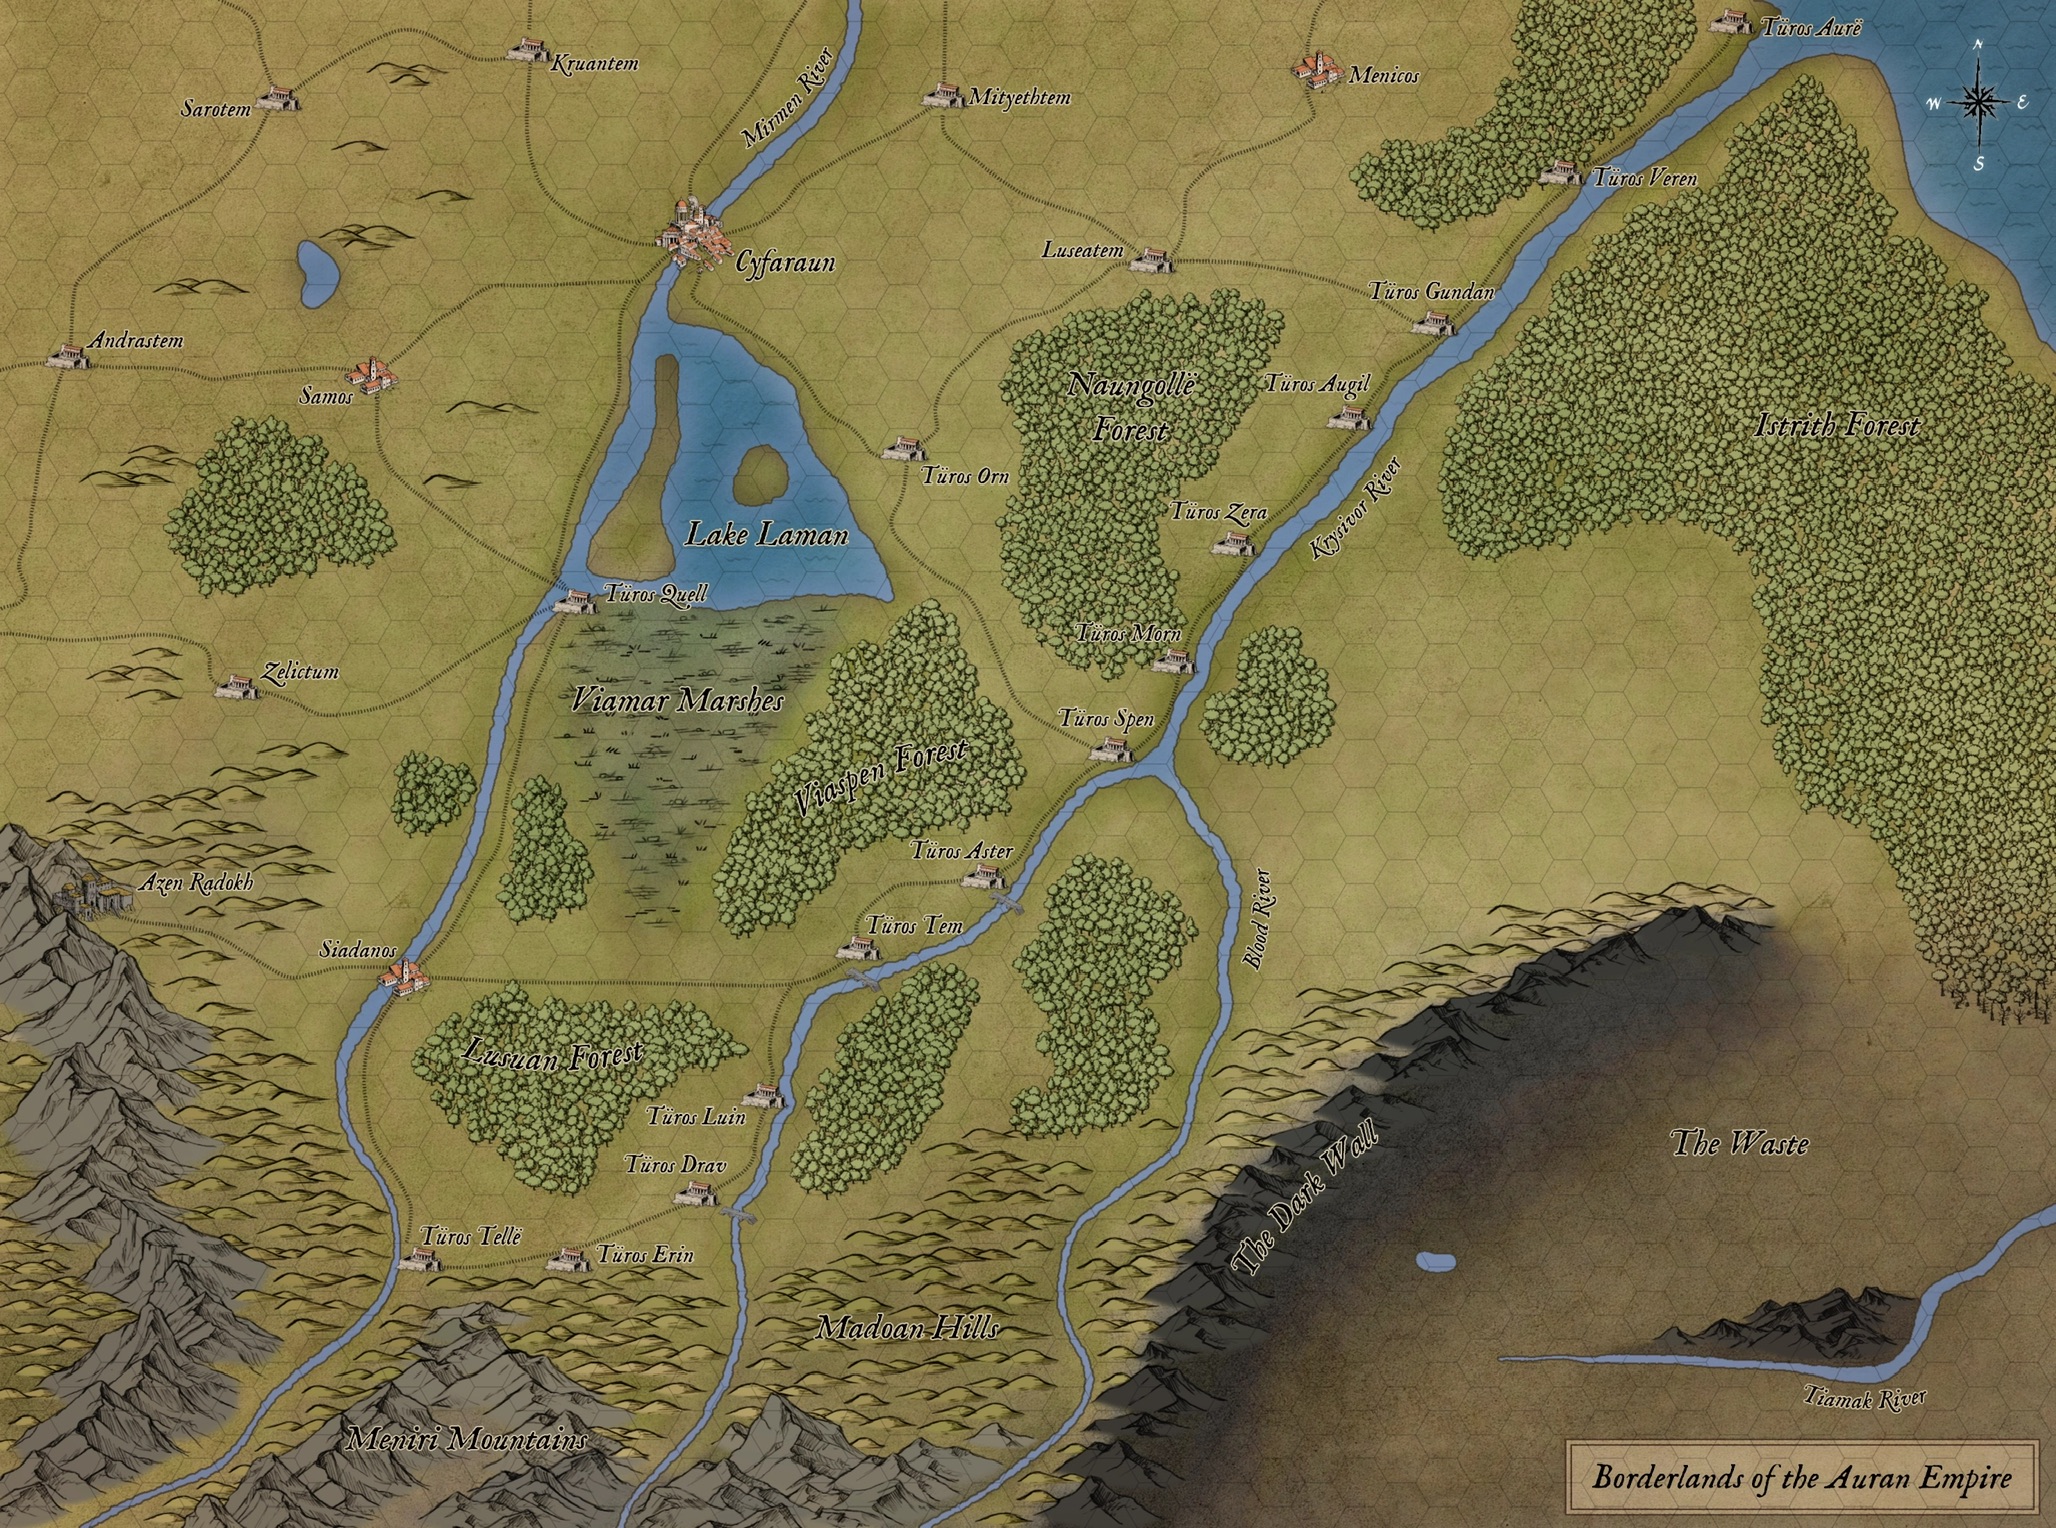 Türos Aurë
N
W
E
S
Kruantem
Menicos
Mirmen River
Mityethtem
Sarotem
Türos Veren
Luseatem
Cyfaraun
Türos Gundan
Andrastem
Samos
Naungollë
Forest
Türos Augil
Istrith Forest
Türos Orn
Türos Zera
Krysivor River
Lake Laman
Türos Quell
Türos Morn
Zelictum
Viamar Marshes
Türos Spen
Viaspen Forest
Türos Aster
Azen Radokh
Türos Tem
Blood River
Siadanos
Lusuan Forest
Türos Luin
The Waste
Türos Drav
The Dark Wall
Türos Tellë
Türos Erin
Madoan Hills
Tiamak River
Meniri Mountains
Borderlands of the Auran Empire